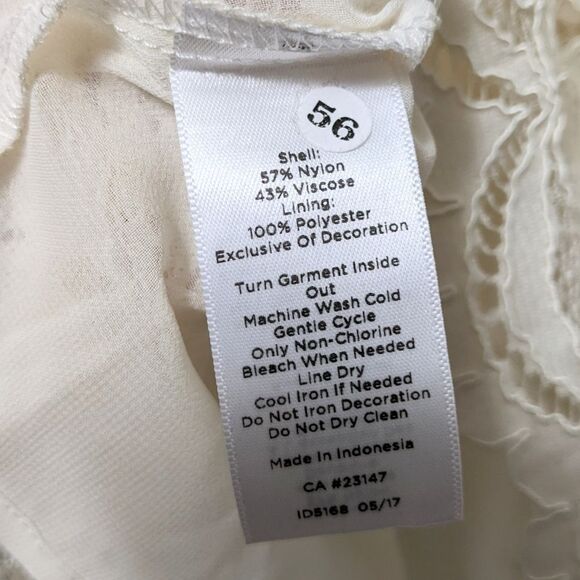 56
Shell:
57% Nylon
43% Viscose
Lining:
100% Polyester
Exclusive Of Decoration
Turn Garment Inside
Out
Machine Wash Cold
Gentle Cycle
Only Non-Chlorine
Bleach When Needed
Line Dry
Cool Iron If Needed
Do Not Iron Decoration
Do Not Dry Clean
Made In Indonesia
CA #23147
ID5168 05/17